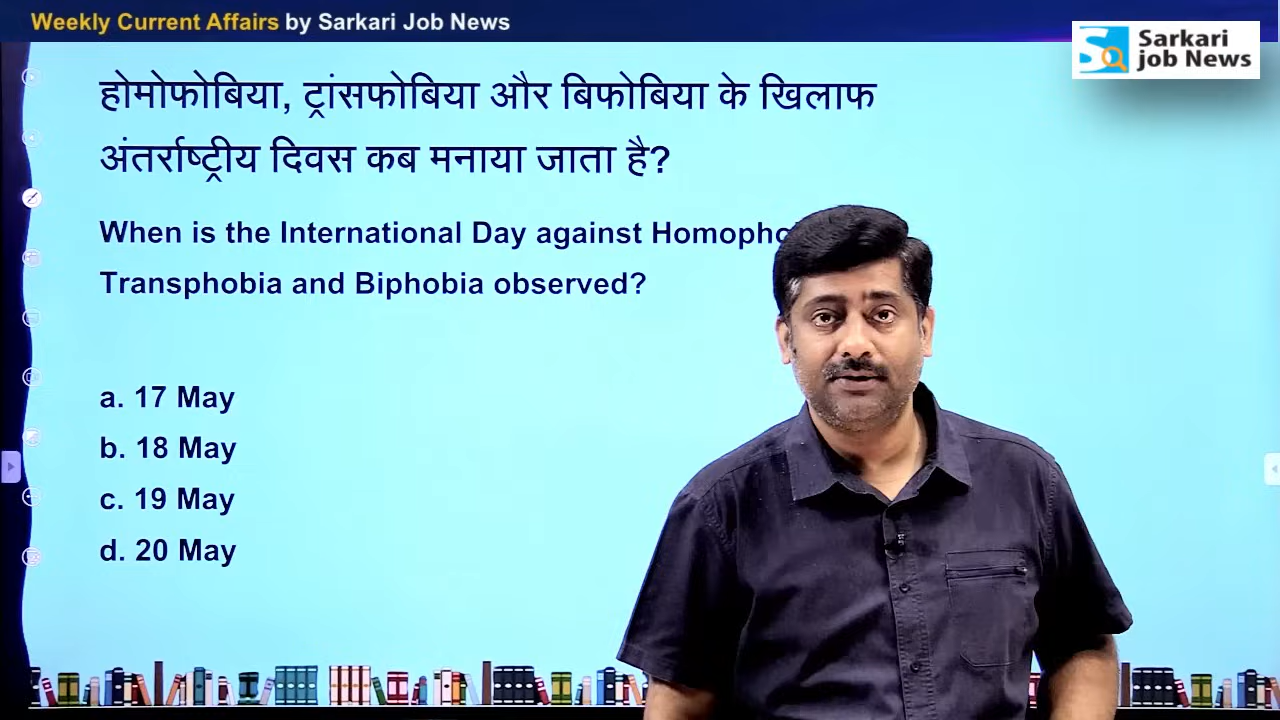 Weekly Current Affairs by Sarkari Job News
Sarkari
job News
होमोफोबिया, ट्रांसफोबिया और बिफोबिया के खिलाफ
अंतर्राष्ट्रीय दिवस कब मनाया जाता है?
When is the International Day against
Transphobia and Biphobia observed?
a. 17 May
b. 18 May
c. 19 May
d. 20 May